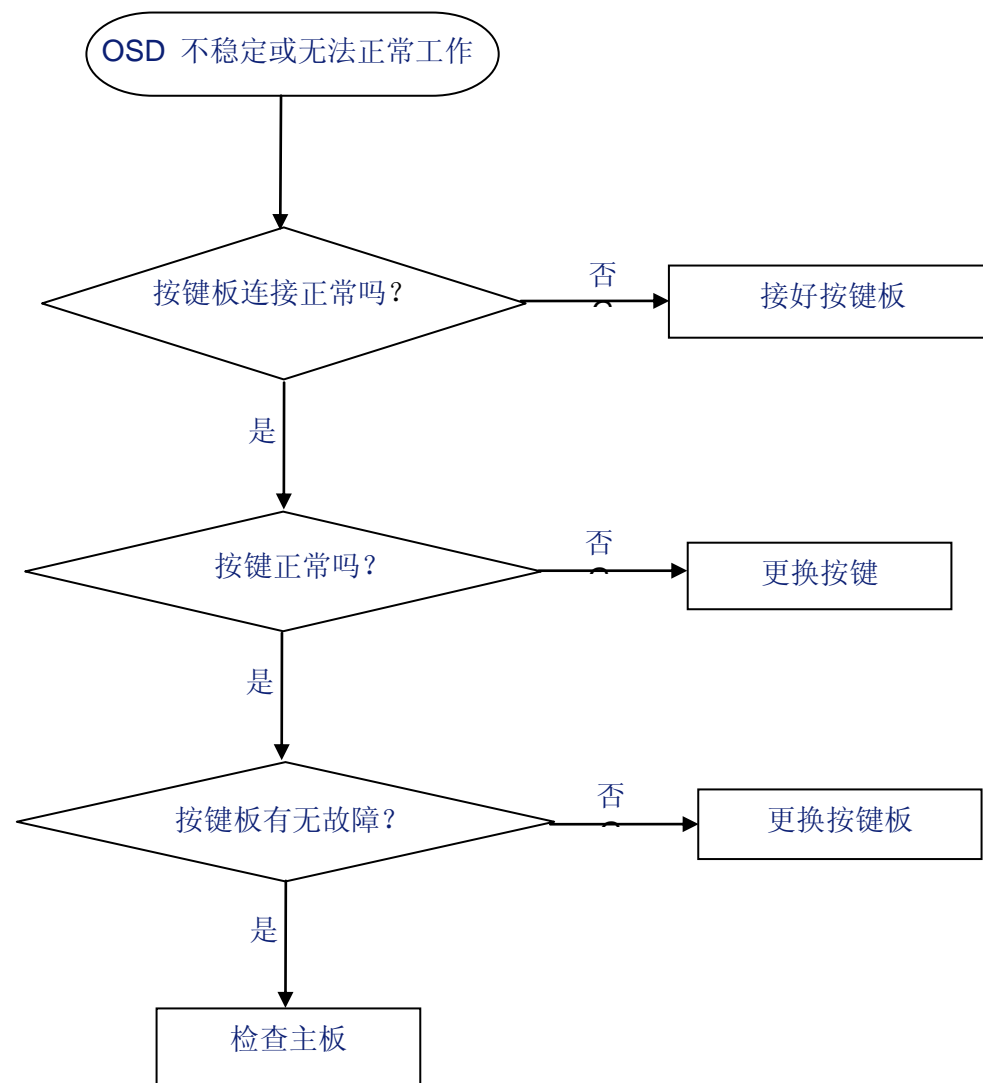 OSD 不稳定或无法正常工作
按键板连接正常吗？
否
接好按键板
是
按键正常吗？
否
更换按键
是
按键板有无故障？
否
更换按键板
是
检查主板